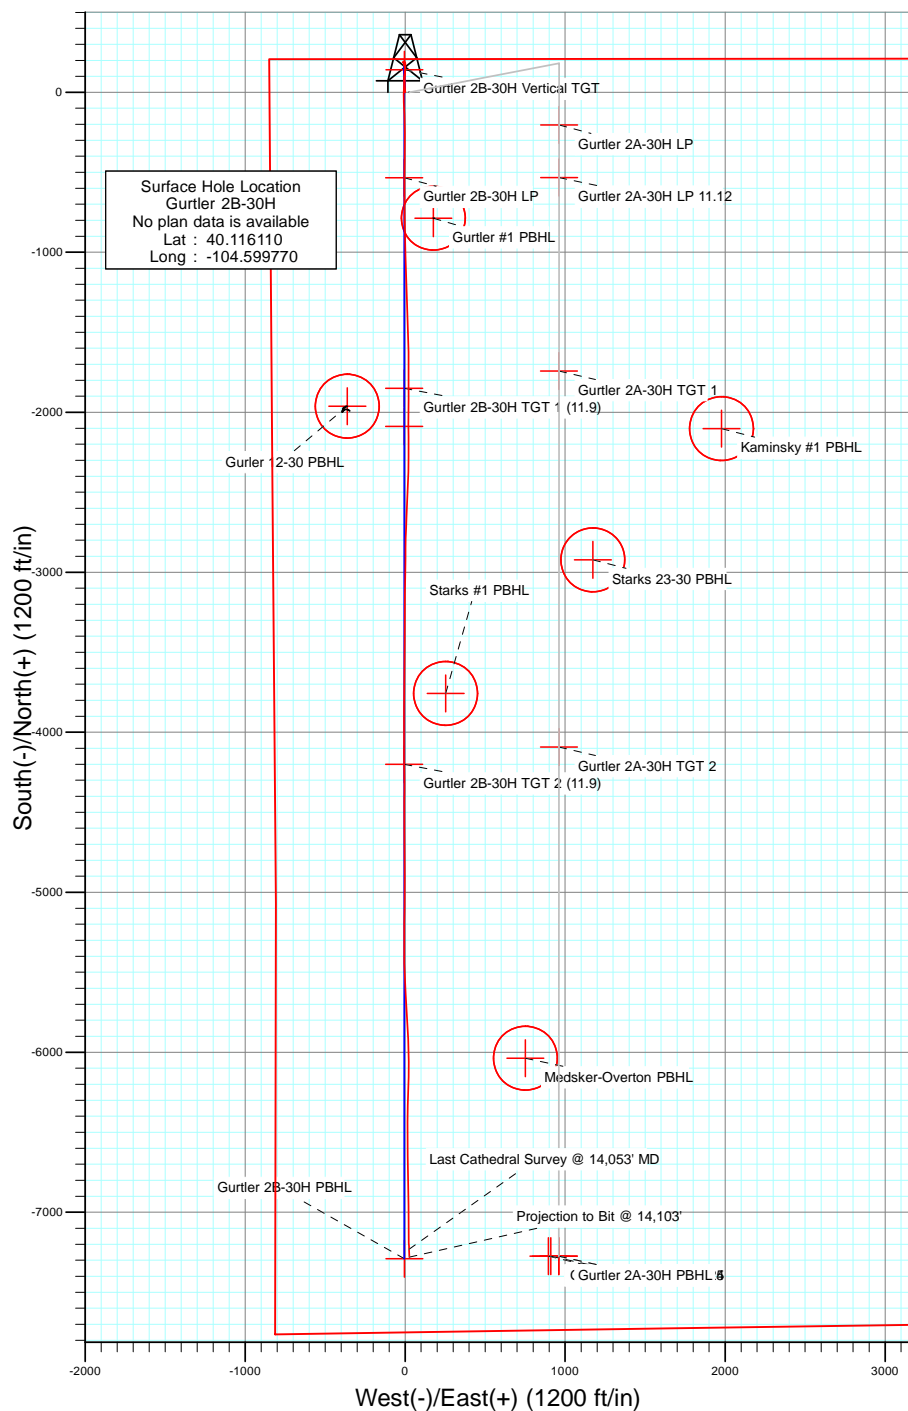 0
-1000
-2000
-3000
-4000
-5000
-6000
-7000
South(-)/North(+) (1200 ft/in)
Gurtler 2B-30H Vertical TGT
Gurtler 2A-30H LP
Surface Hole Location
Gurtler 2B-30H
No plan data is available
Lat : 40.116110
Long : -104.599770
Gurtler 2B-30H LP
Gurtler 2A-30H LP 11.12
Gurtler #1 PBHL
Gurtler 2A-30H TGT 1
Gurtler 2B-30H TGT 1 (11.9)
Kaminsky #1 PBHL
Gurler 12-30 PBHL
Starks 23-30 PBHL
Starks #1 PBHL
Gurtler 2A-30H TGT 2
Gurtler 2B-30H TGT 2 (11.9)
Medsker-Overton PBHL
Last Cathedral Survey @ 14,053' MD
Gurtler 2B-30H PBHL
Projection to Bit @ 14,103'
Gurtler 2A-30H PBHL
-2000
-1000
0
1000
2000
3000
West(-)/East(+) (1200 ft/in)